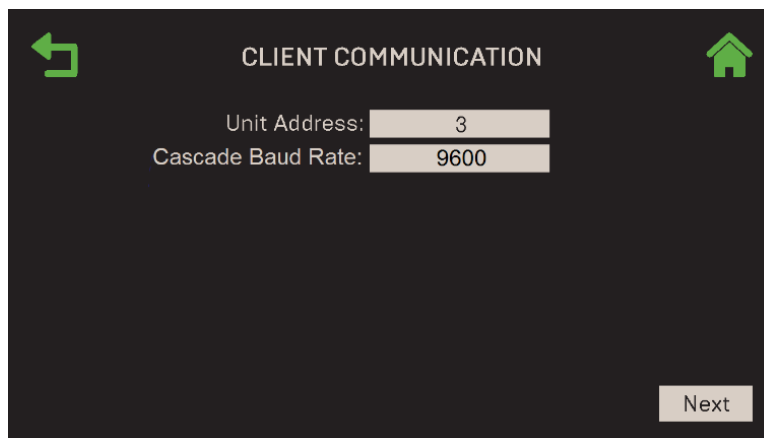 CLIENT COMMUNICATION
Unit Address: 3
Cascade Baud Rate: 9600
Next